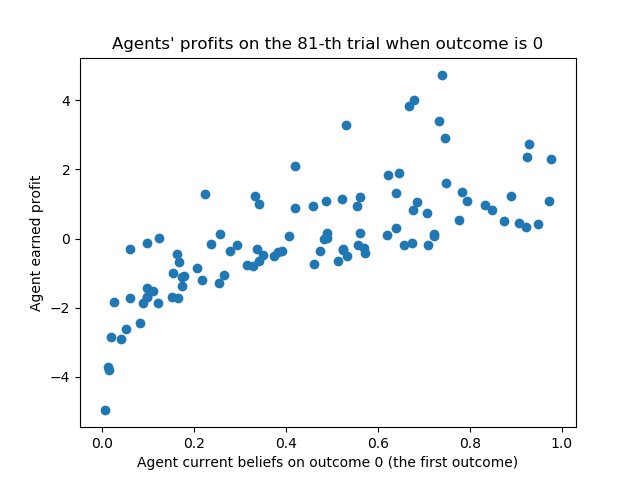 Agents' profits on the 81-th trial when outcome is 0
Agent earned profit
4
2
0
−2
−4
0.0 0.2 0.4 0.6 0.8 1.0
Agent current beliefs on outcome 0 (the first outcome)